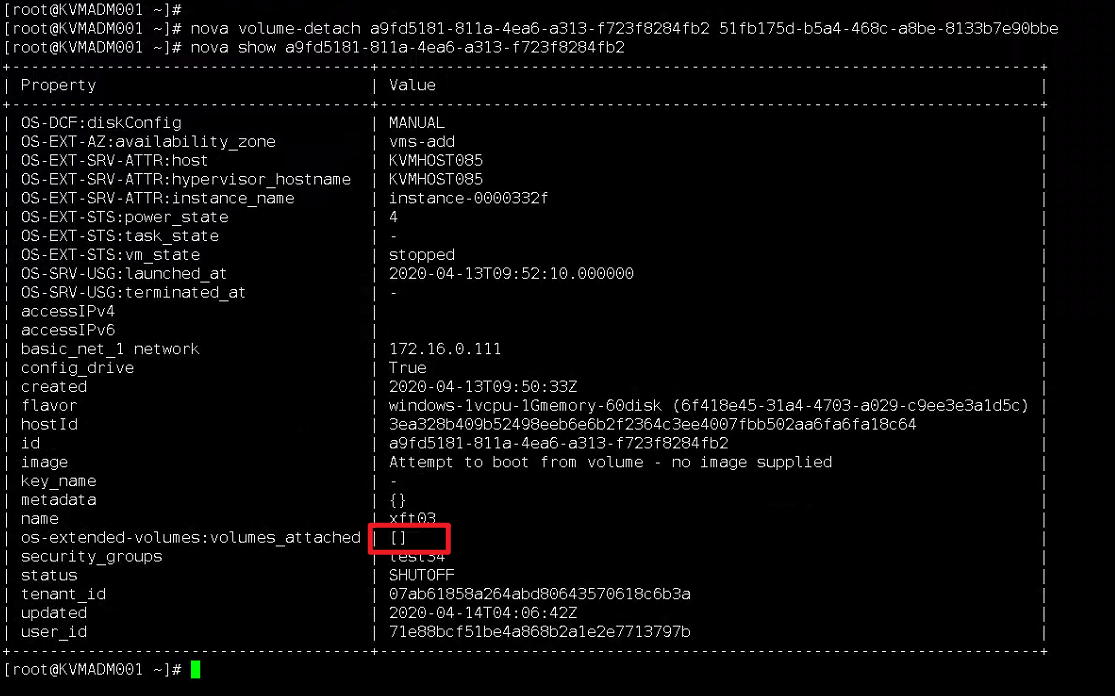 [root@KVMADM001 ~]#
[root@KVMADM001 ~]# nova volume-detach a9fd5181-811a-4ea6-a313-f723f8284fb2 51fb175d-b5a4-468c-a8be-8133b7e90bbe
[root@KVMADM001 ~]# nova show a9fd5181-811a-4ea6-a313-f723f8284fb2
| Property | Value |
| OS-DCF:diskConfig | MANUAL |
| OS-EXT-AZ:availability_zone | vms-add |
| OS-EXT-SRV-ATTR:host | KVMHOST085 |
| OS-EXT-SRV-ATTR:hypervisor_hostname | KVMHOST085 |
| OS-EXT-SRV-ATTR:instance_name | instance-0000332f |
| OS-EXT-STS:power_state | 4 |
| OS-EXT-STS:task_state | - |
| OS-EXT-STS:vm_state | stopped |
| OS-SRV-USG:launched_at | 2020-04-13T09:52:10.000000 |
| OS-SRV-USG:terminated_at | - |
| accessIPv4 | |
| accessIPv6 | |
| basic_net_1 network | 172.16.0.111 |
| config_drive | True |
| created | 2020-04-13T09:50:33Z |
| flavor | windows-1vcpu-1Gmemory-60disk (6f418e45-31a4-4703-a029-c9ee3e3a1d5c) |
| hostId | 3ea328b409b52498eeb6e6b2f2364c3ee4007fbb502aa6fa6fa18c64 |
| id | a9fd5181-811a-4ea6-a313-f723f8284fb2 |
| image | Attempt to boot from volume - no image supplied |
| key_name | - |
| metadata | {} |
| name | xft03 |
| os-extended-volumes:volumes_attached | [] |
| security_groups | test34 |
| status | SHUTOFF |
| tenant_id | 07ab61858a264abd80643570618c6b3a |
| updated | 2020-04-14T04:06:42Z |
| user_id | 71e88bcf51be4a868b2a1e2e7713797b |
[root@KVMADM001 ~]#